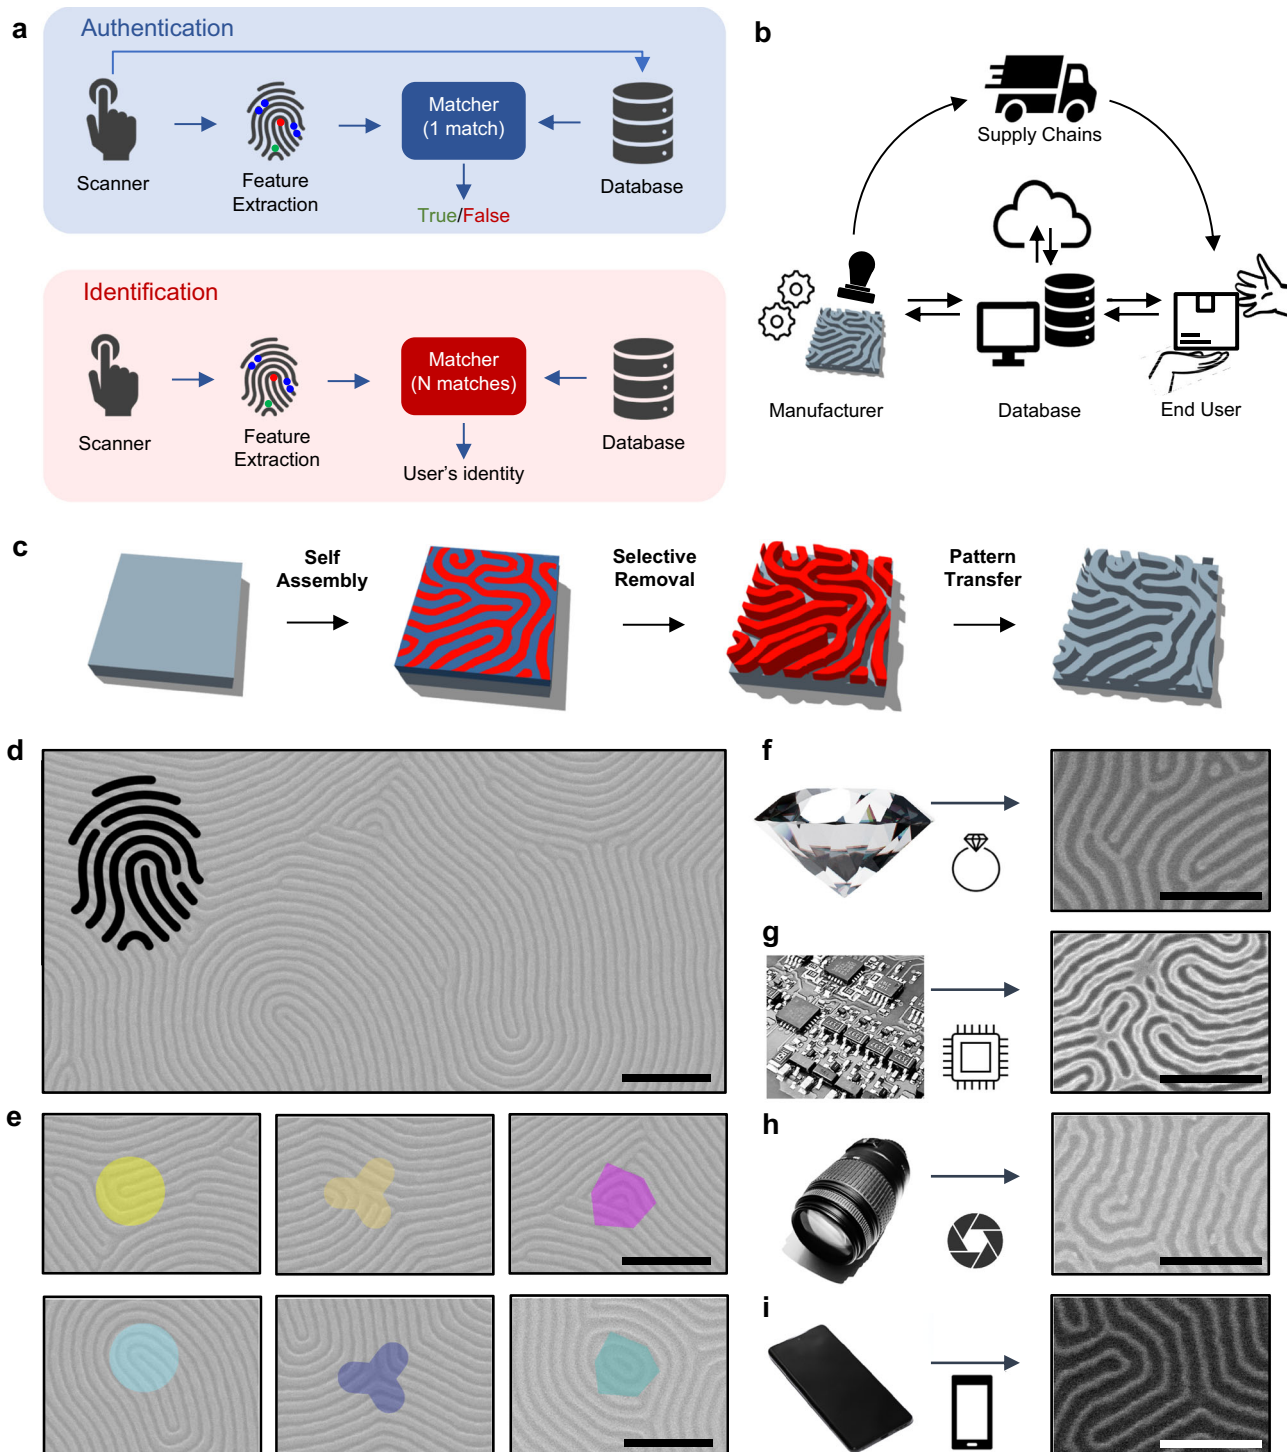 a
Authentication
Scanner
Feature
Extraction
Matcher
(1 match)
True/False
Database
Identification
Scanner
Feature
Extraction
Matcher
(N matches)
User's identity
Database
b
Supply Chains
Manufacturer
Database
End User
c
Self
Assembly
Selective
Removal
Pattern
Transfer
d
e
f
g
h
i